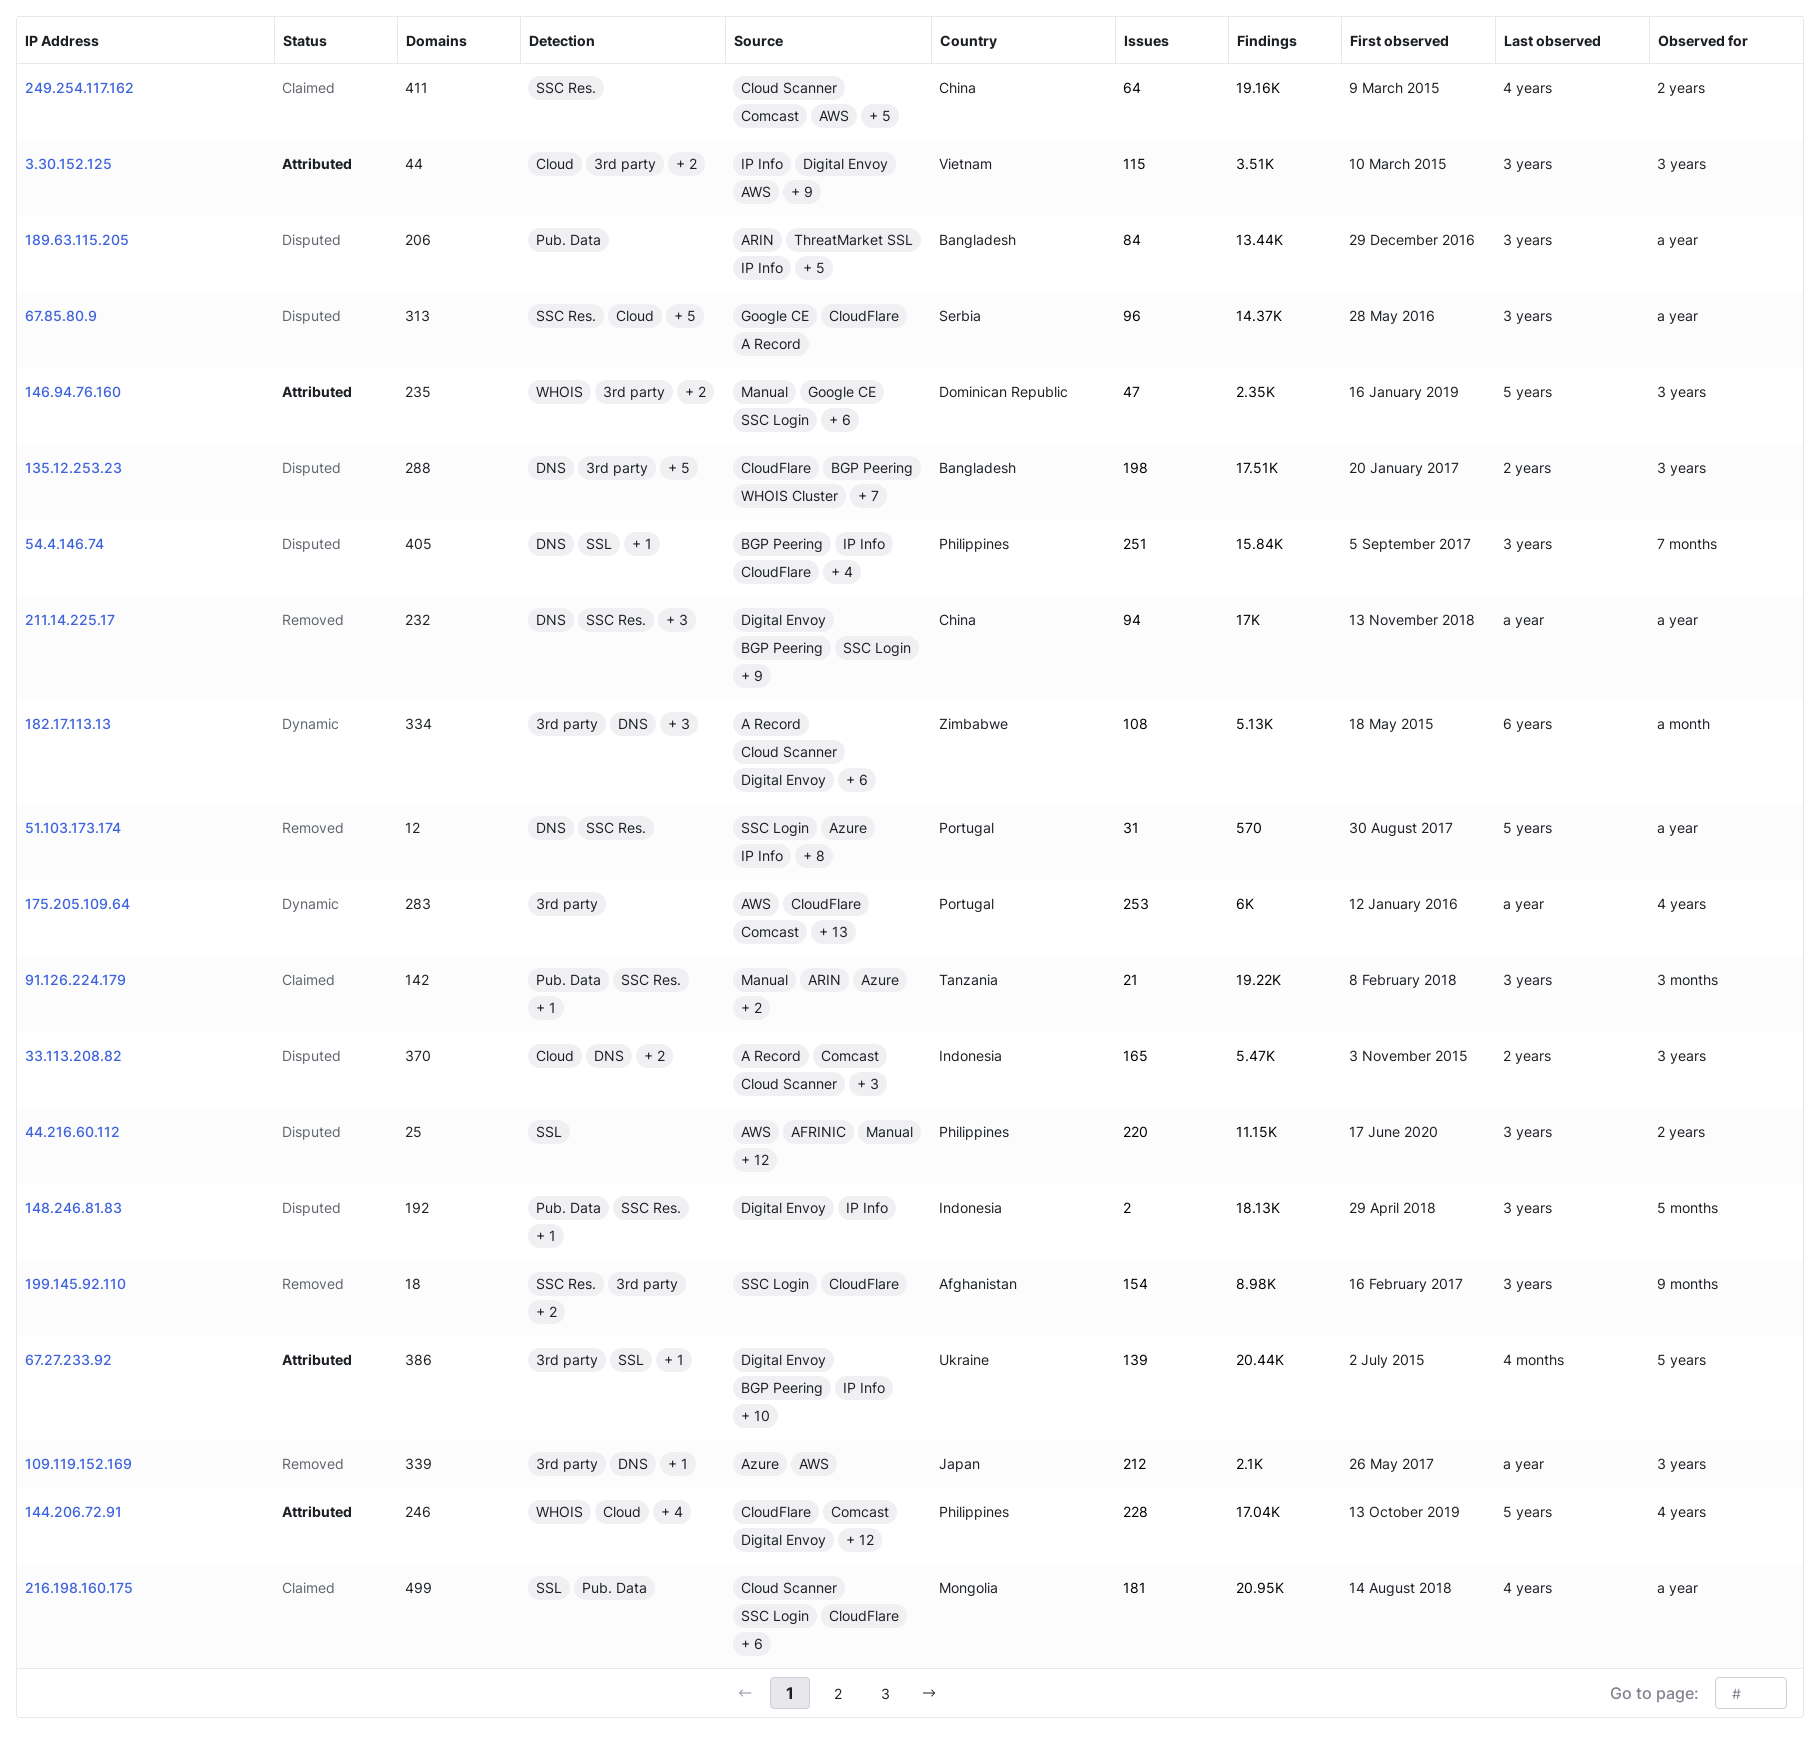 IP Address Status Domains Detection Source Country Issues Findings First observed Last observed Observed for
249.254.117.162 Claimed 411 SSC Res. Cloud Scanner China 64 19.16K 9 March 2015 4 years 2 years
Comcast AWS + 5
3.30.152.125 Attributed 44 Cloud 3rd party + 2 IP Info Digital Envoy Vietnam 115 3.51K 10 March 2015 3 years 3 years
AWS + 9
189.63.115.205 Disputed 206 Pub. Data ARIN ThreatMarket SSL Bangladesh 84 13.44K 29 December 2016 3 years a year
IP Info + 5
67.85.80.9 Disputed 313 SSC Res. Cloud + 5 Google CE CloudFlare Serbia 96 14.37K 28 May 2016 3 years a year
A Record
146.94.76.160 Attributed 235 WHOIS 3rd party + 2 Manual Google CE Dominican Republic 47 2.35K 16 January 2019 5 years 3 years
SSC Login + 6
135.12.253.23 Disputed 288 DNS 3rd party + 5 CloudFlare BGP Peering Bangladesh 198 17.51K 20 January 2017 2 years 3 years
WHOIS Cluster + 7
54.4.146.74 Disputed 405 DNS SSL + 1 BGP Peering IP Info Philippines 251 15.84K 5 September 2017 3 years 7 months
CloudFlare + 4
211.14.225.17 Removed 232 DNS SSC Res. + 3 Digital Envoy China 94 17K 13 November 2018 a year a year
BGP Peering SSC Login
+ 9
182.17.113.13 Dynamic 334 3rd party DNS + 3 A Record Zimbabwe 108 5.13K 18 May 2015 6 years a month
Cloud Scanner
Digital Envoy + 6
51.103.173.174 Removed 12 DNS SSC Res. SSC Login Azure Portugal 31 570 30 August 2017 5 years a year
IP Info + 8
175.205.109.64 Dynamic 283 3rd party AWS CloudFlare Portugal 253 6K 12 January 2016 a year 4 years
Comcast + 13
91.126.224.179 Claimed 142 Pub. Data SSC Res. Manual ARIN Azure Tanzania 21 19.22K 8 February 2018 3 years 3 months
+ 1 + 2
33.113.208.82 Disputed 370 Cloud DNS + 2 A Record Comcast Indonesia 165 5.47K 3 November 2015 2 years 3 years
Cloud Scanner + 3
44.216.60.112 Disputed 25 SSL AWS AFRINIC Manual Philippines 220 11.15K 17 June 2020 3 years 2 years
+ 12
148.246.81.83 Disputed 192 Pub. Data SSC Res. Digital Envoy IP Info Indonesia 2 18.13K 29 April 2018 3 years 5 months
+ 1
199.145.92.110 Removed 18 SSC Res. 3rd party SSC Login CloudFlare Afghanistan 154 8.98K 16 February 2017 3 years 9 months
+ 2
67.27.233.92 Attributed 386 3rd party SSL + 1 Digital Envoy Ukraine 139 20.44K 2 July 2015 4 months 5 years
BGP Peering IP Info
+ 10
109.119.152.169 Removed 339 3rd party DNS + 1 Azure AWS Japan 212 2.1K 26 May 2017 a year 3 years
144.206.72.91 Attributed 246 WHOIS Cloud + 4 CloudFlare Comcast Philippines 228 17.04K 13 October 2019 5 years 4 years
Digital Envoy + 12
216.198.160.175 Claimed 499 SSL Pub. Data Cloud Scanner Mongolia 181 20.95K 14 August 2018 4 years a year
SSC Login CloudFlare
+ 6
← 1 2 3 → Go to page: #